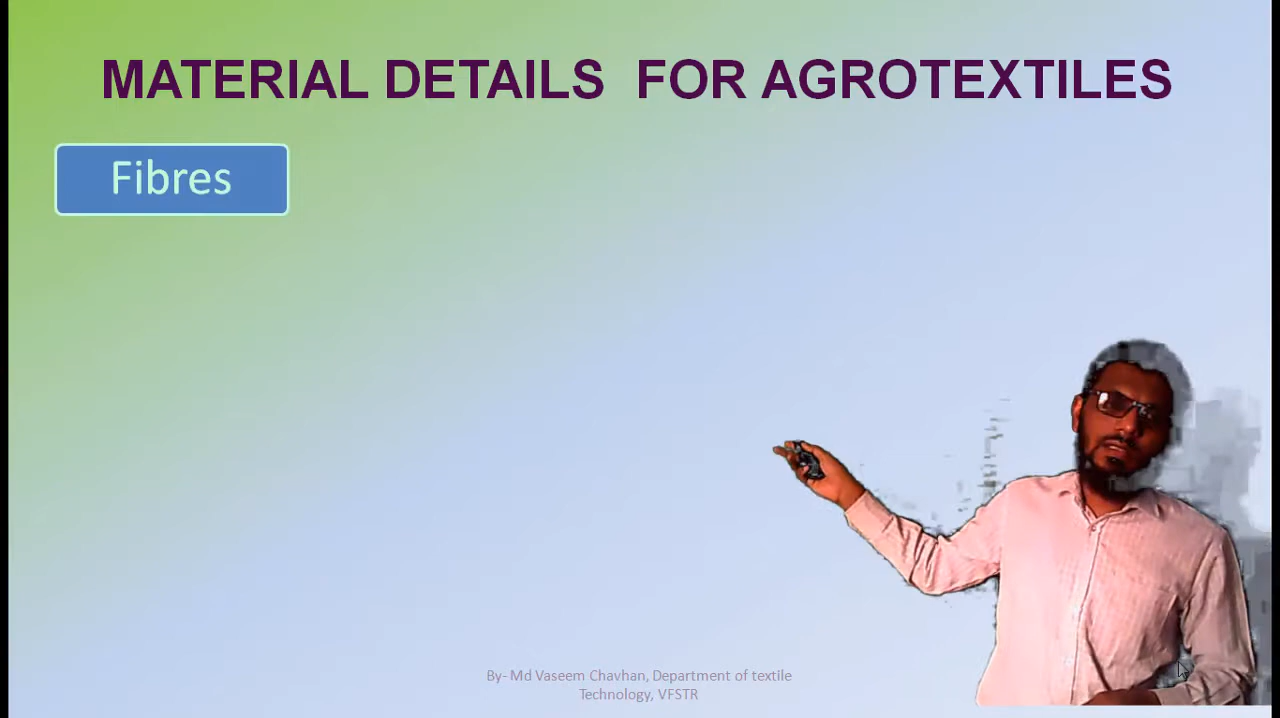 MATERIAL DETAILS FOR AGROTEXTILES
Fibres
By- Md Vaseem Chavhan, Department of textile
Technology, VFSTR